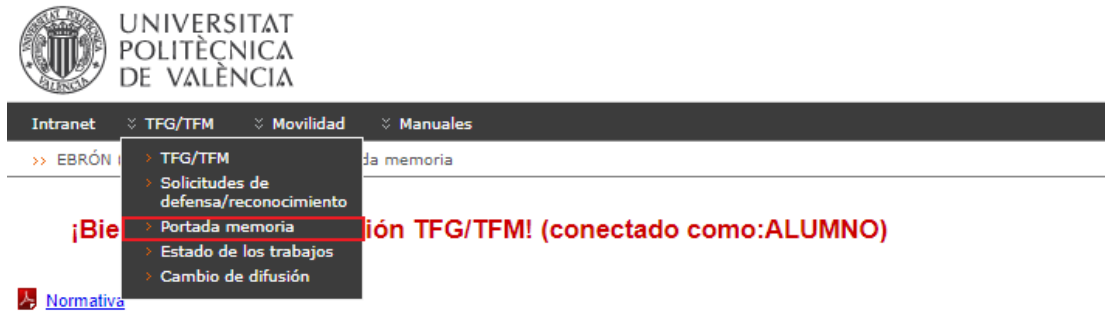 UNIVERSITAT
POLITÈCNICA
DE VALÈNCIA
Intranet TFG/TFM Movilidad Manuales
>> EBRÓN da memoria
> TFG/TFM
> Solicitudes de
defensa/reconocimiento
> Portada memoria
> Estado de los trabajos
> Cambio de difusión
¡Bie ión TFG/TFM! (conectado como:ALUMNO)
Normativa